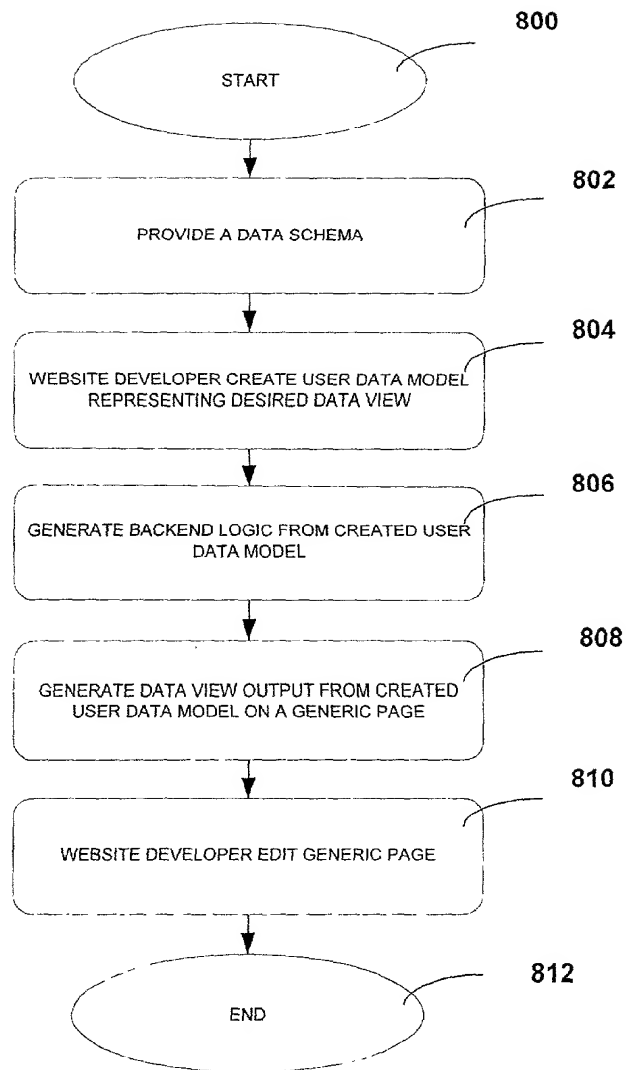 800
START
802
PROVIDE A DATA SCHEMA
804
WEBSITE DEVELOPER CREATE USER DATA MODEL
REPRESENTING DESIRED DATA VIEW
806
GENERATE BACKEND LOGIC FROM CREATED USER
DATA MODEL
808
GENERATE DATA VIEW OUTPUT FROM CREATED
USER DATA MODEL ON A GENERIC PAGE
810
WEBSITE DEVELOPER EDIT GENERIC PAGE
812
END